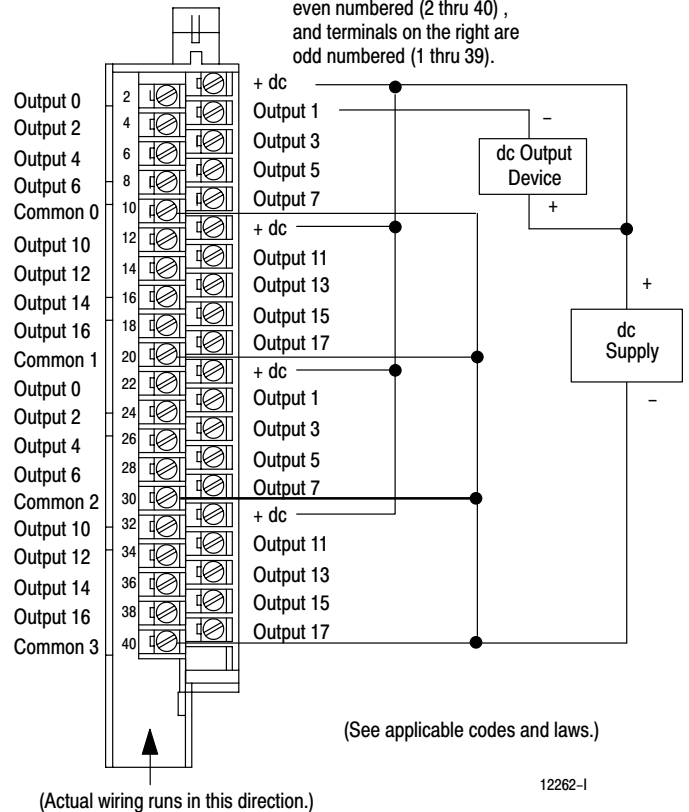 even numbered (2 thru 40) ,
and terminals on the right are
odd numbered (1 thru 39).
+ dc
Output 0
2
Output 1
Output 2
4
Output 3
Output 4
6
Output 5
Output 6
8
Output 7
Common 0
10
+ dc
Output 10
12
Output 11
Output 12
14
Output 13
Output 14
16
Output 15
Output 16
18
Output 17
Common 1
20
+ dc
Output 0
22
Output 1
Output 2
24
Output 3
Output 4
26
Output 5
Output 6
28
Output 7
Common 2
30
+ dc
Output 10
32
Output 11
Output 12
34
Output 13
Output 14
36
Output 15
Output 16
38
Output 17
Common 3
40
–
dc Output
Device
+
+
dc
Supply
–
(See applicable codes and laws.)
12262–I
(Actual wiring runs in this direction.)